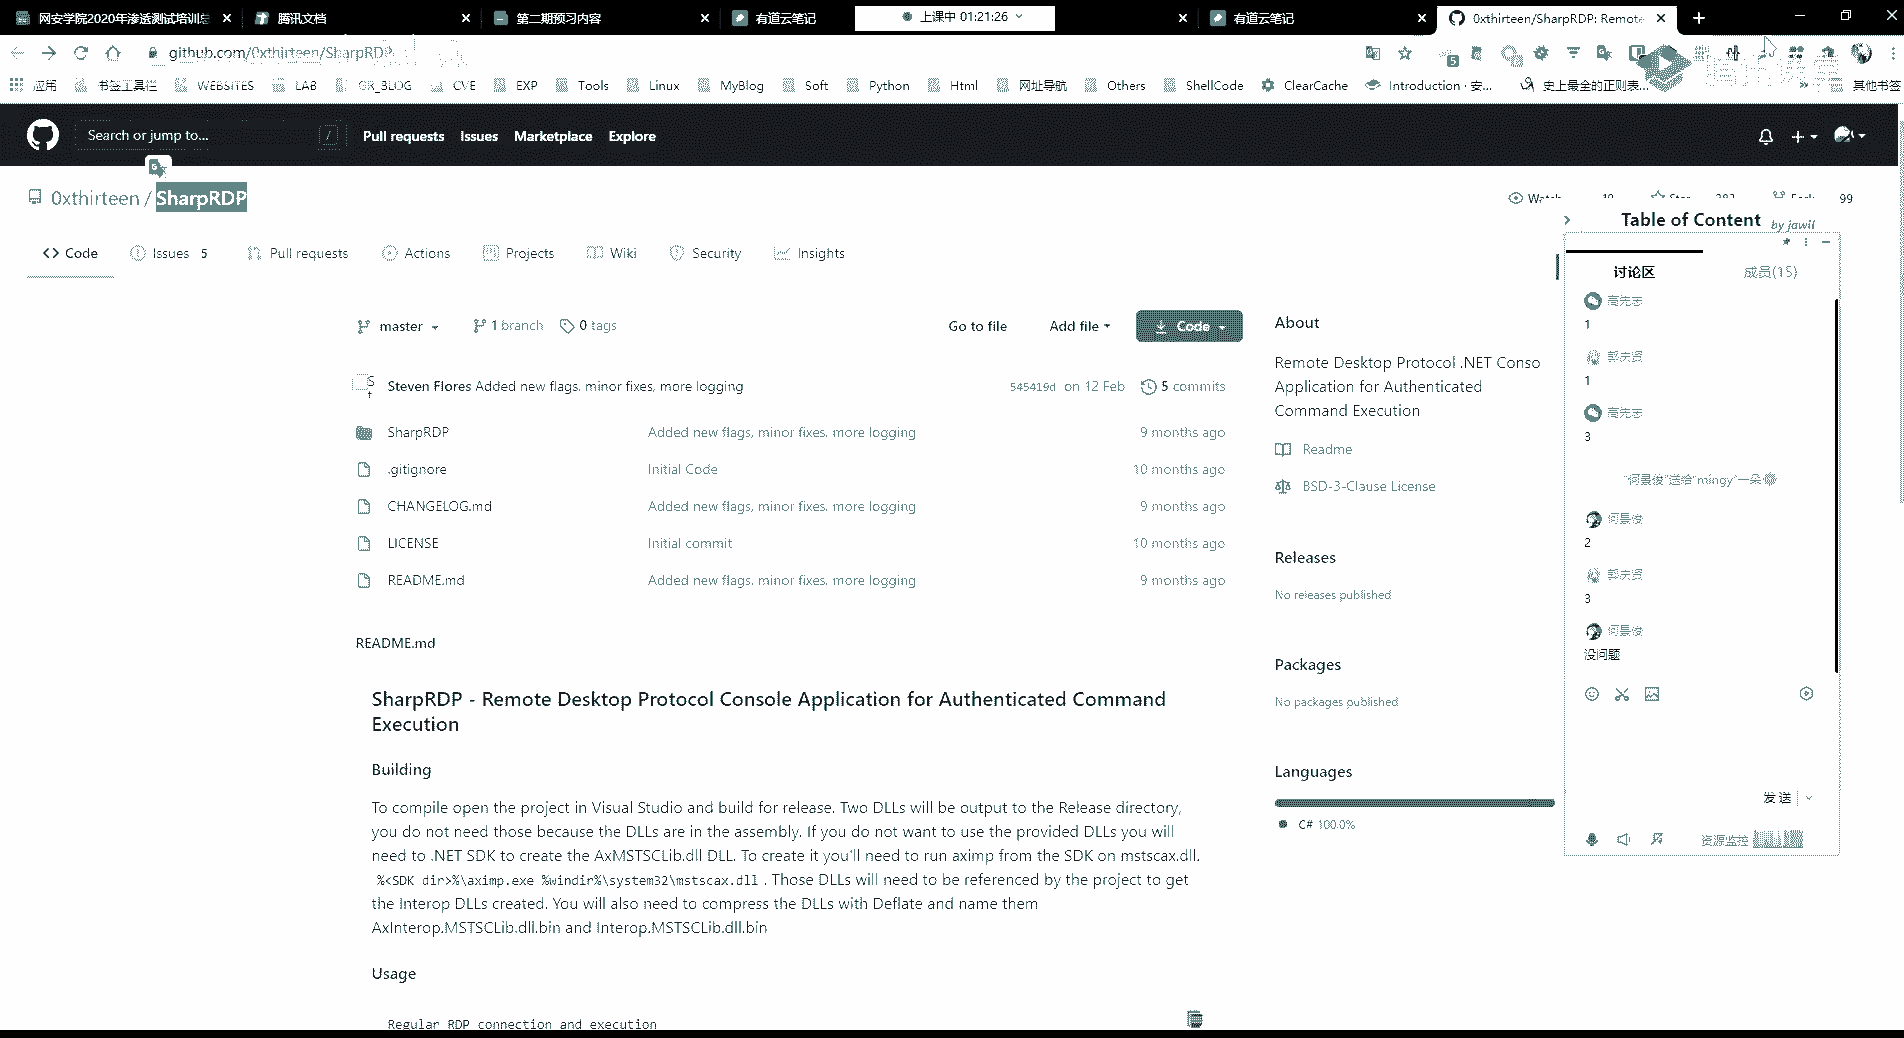 网安学院2020年渗透测试培训总
腾讯文档
第二期预习内容
有道云笔记
上课中 01:21:26
有道云笔记
0xthirteen/SharpRDP: Remote
github.com/0xthirteen/SharpRDP
应用
书签工具栏
WEBSITES
LAB
GR_BLOG
CVE
EXP
Tools
Linux
MyBlog
Soft
Python
Html
网址导航
Others
ShellCode
ClearCache
Introduction · 安...
史上最全的正则表...
其他书签
Search or jump to...
/
Pull requests
Issues
Marketplace
Explore
0xthirteen / SharpRDP
99
Code
Issues 5
Pull requests
Actions
Projects
Wiki
Security
Insights
Table of Content by jawil
master
1 branch
0 tags
Go to file
Add file
Code
Steven Flores Added new flags, minor fixes, more logging
545419d on 12 Feb
5 commits
SharpRDP
Added new flags, minor fixes, more logging
9 months ago
.gitignore
Initial Code
10 months ago
CHANGELOG.md
Added new flags, minor fixes, more logging
9 months ago
LICENSE
Initial commit
10 months ago
README.md
Added new flags, minor fixes, more logging
9 months ago
README.md
SharpRDP - Remote Desktop Protocol Console Application for Authenticated Command
Execution
Building
To compile open the project in Visual Studio and build for release. Two DLLs will be output to the Release directory,
you do not need those because the DLLs are in the assembly. If you do not want to use the provided DLLs you will
need to .NET SDK to create the AxMSTSCLib.dll DLL. To create it you'll need to run aximp from the SDK on mstscax.dll.
%<SDK dir>%\aximp.exe %windir%\system32\mstscax.dll . Those DLLs will need to be referenced by the project to get
the Interop DLLs created. You will also need to compress the DLLs with Deflate and name them
AxInterop.MSTSCLib.dll.bin and Interop.MSTSCLib.dll.bin
Usage
Regular RDP connection and execution
About
Remote Desktop Protocol .NET Conso
Application for Authenticated
Command Execution
Readme
BSD-3-Clause License
Releases
No releases published
Packages
No packages published
Languages
C# 100.0%
讨论区
成员(15)
高先志
1
1
高先志
3
"何景俊"送给"mingy"一朵
何景俊
2
3
何景俊
没问题
发送
资源监控